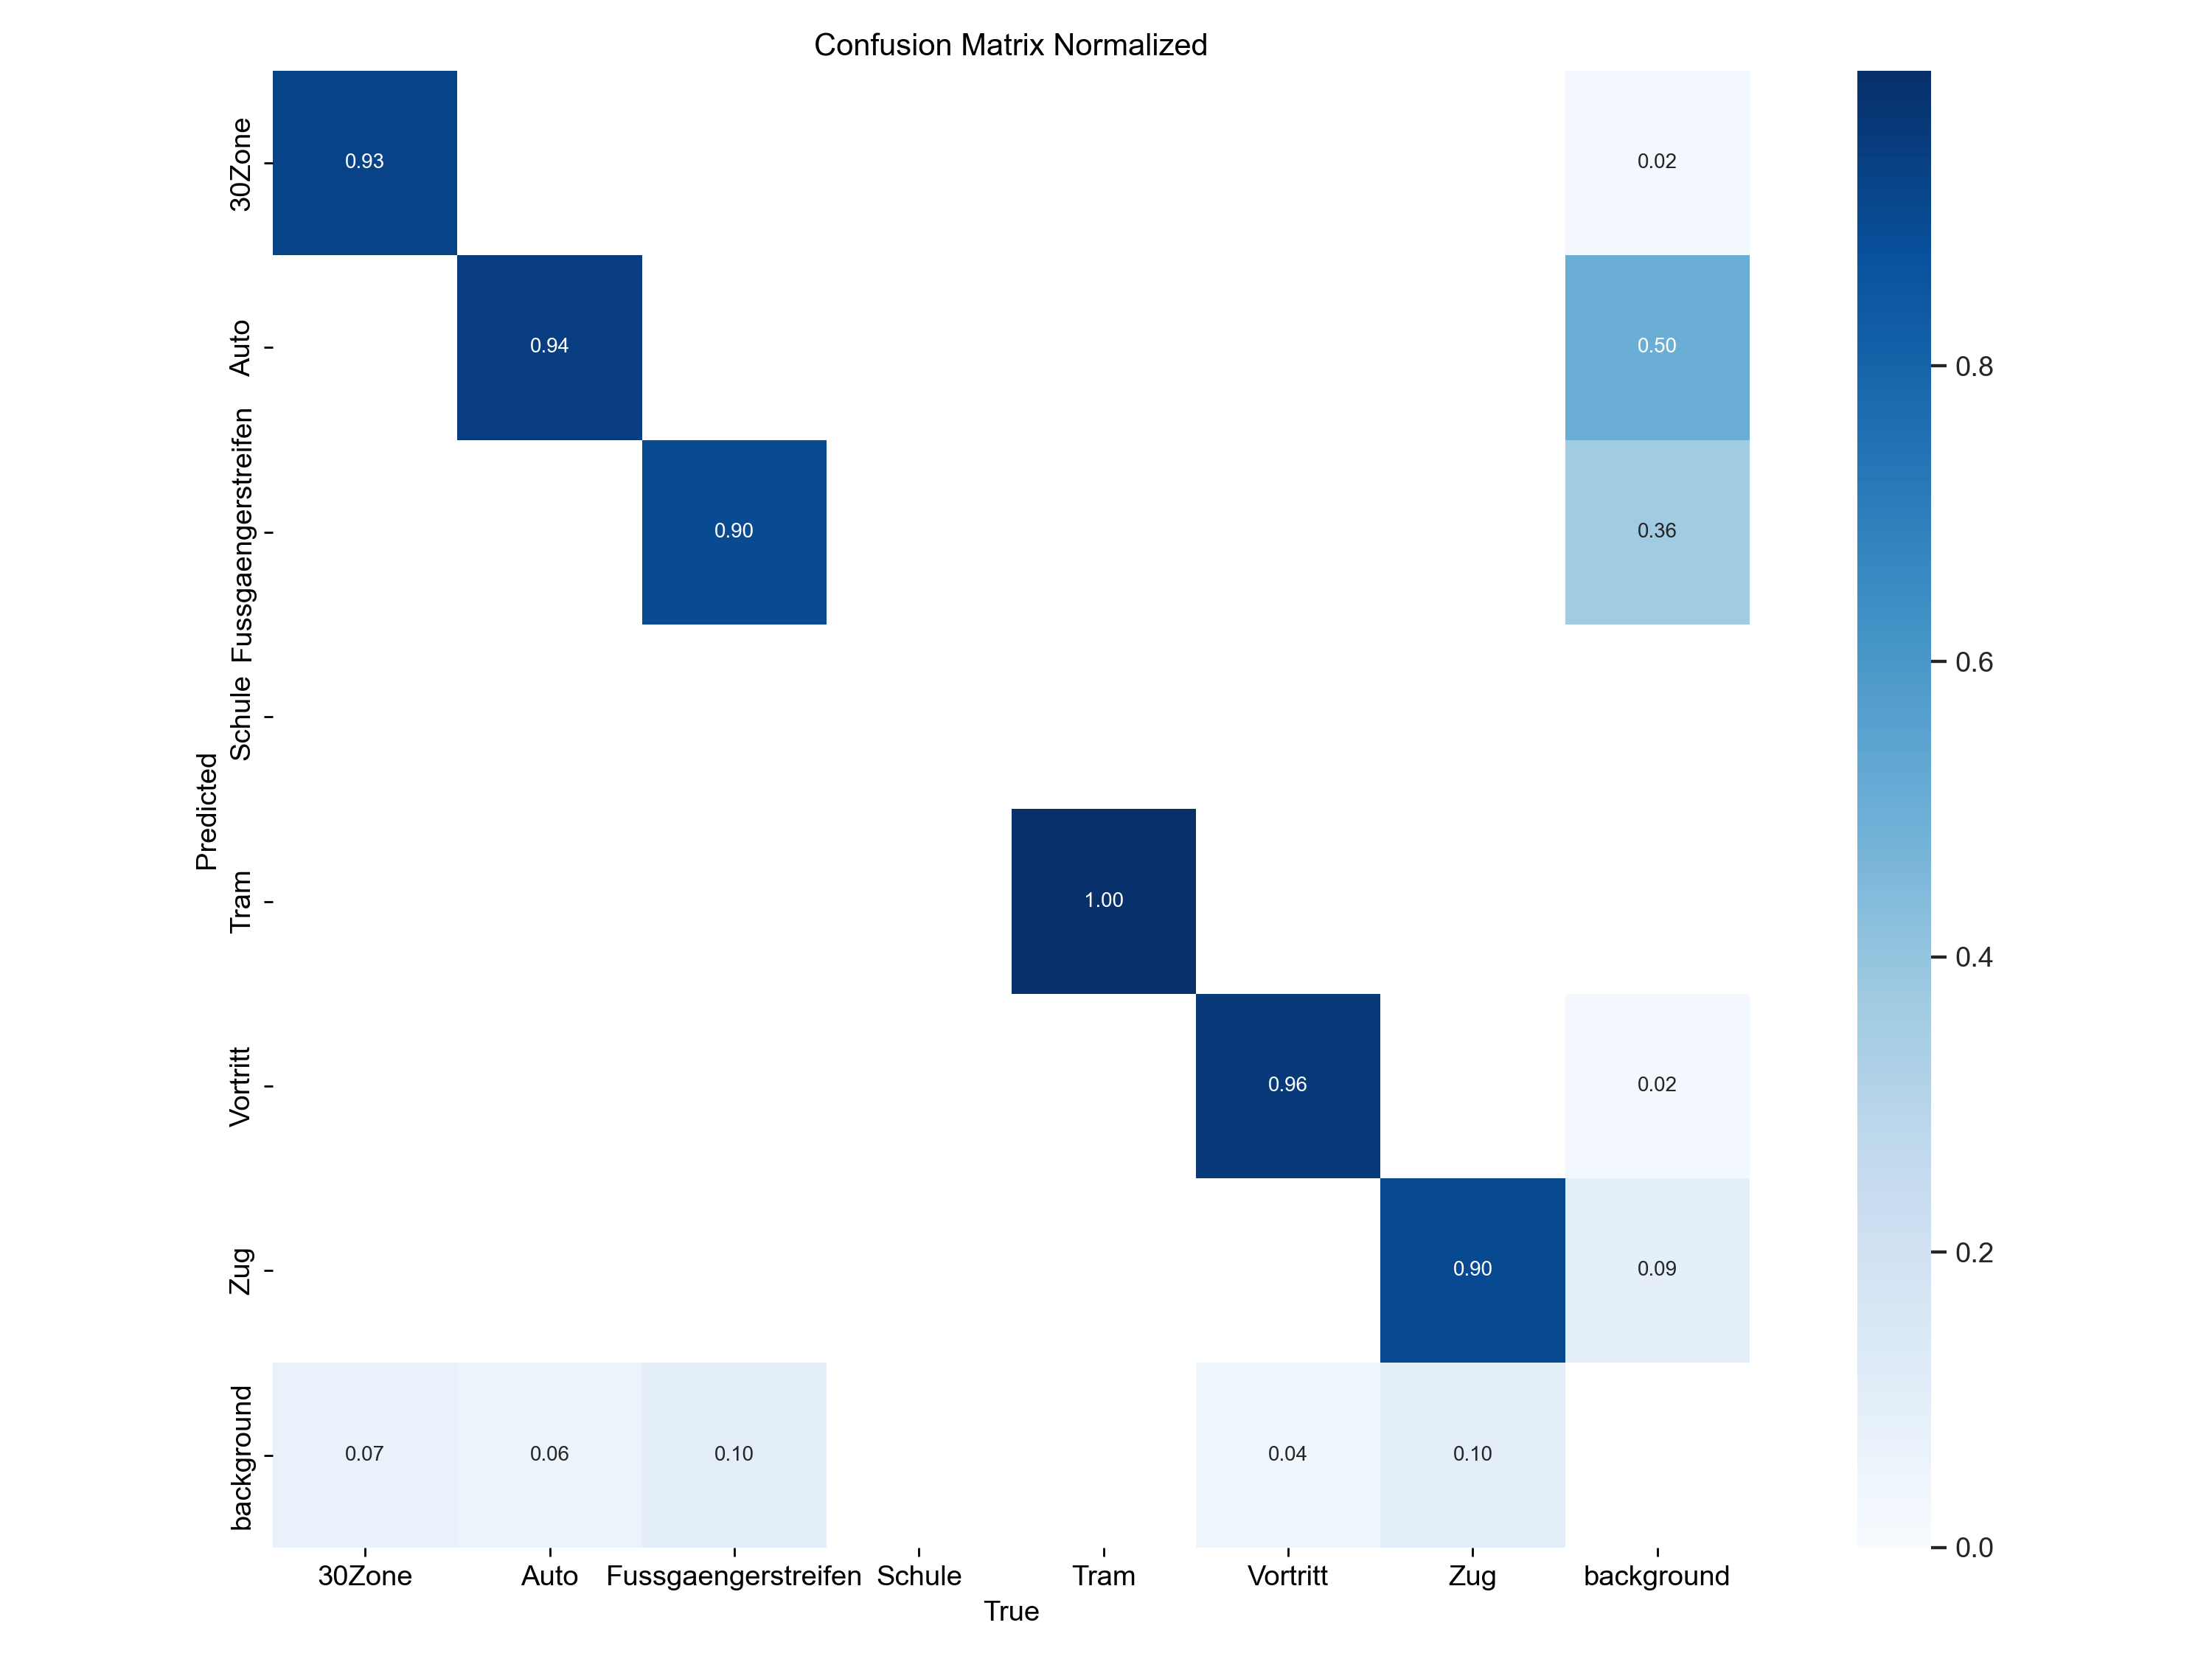 Confusion Matrix Normalized
30Zone
0.93
0.02
Auto
0.94
0.50
0.8
Fussgaengerstreifen
0.90
0.36
0.6
Schule
Predicted
Tram
1.00
0.4
Vortritt
0.96
0.02
Zug
0.90
0.09
0.2
background
0.07
0.06
0.10
0.04
0.10
0.0
30Zone Auto Fussgaengerstreifen Schule Tram Vortritt Zug background
True